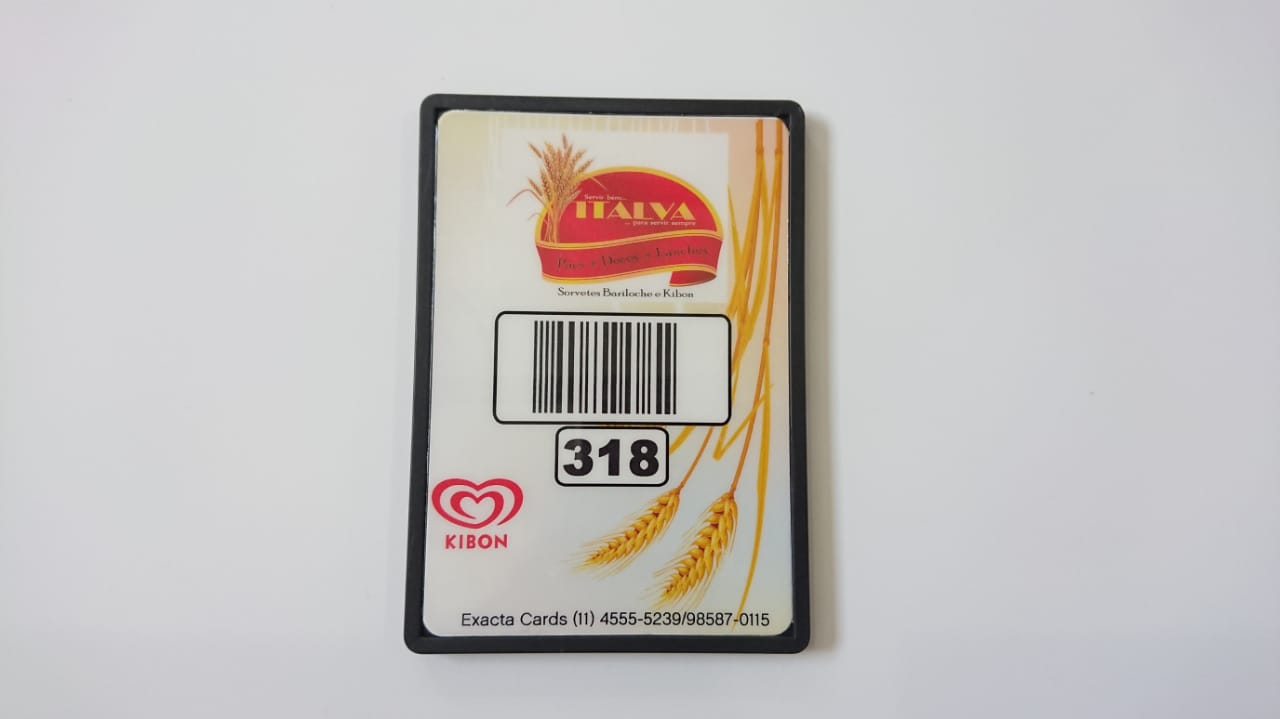 Servir bem...
ITALVA
... para servir sempre
Pães • Doces • Lanches
Sorvetes Bariloche e Kibon
318
KIBON
Exacta Cards (11) 4555-5239/98587-0115